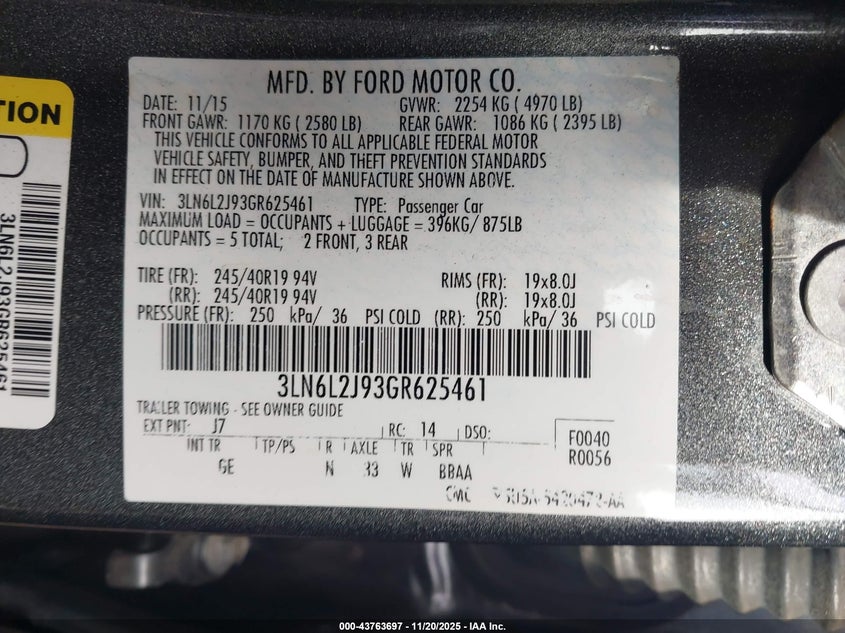 TION
3LN6L2J93GR625461
MFD. BY FORD MOTOR CO.
DATE: 11/15 GVWR: 2254 KG ( 4970 LB)
FRONT GAWR: 1170 KG ( 2580 LB) REAR GAWR: 1086 KG ( 2395 LB)
THIS VEHICLE CONFORMS TO ALL APPLICABLE FEDERAL MOTOR
VEHICLE SAFETY, BUMPER, AND THEFT PREVENTION STANDARDS
IN EFFECT ON THE DATE OF MANUFACTURE SHOWN ABOVE.
VIN: 3LN6L2J93GR625461 TYPE: Passenger Car
MAXIMUM LOAD = OCCUPANTS + LUGGAGE = 396KG/ 875LB
OCCUPANTS = 5 TOTAL; 2 FRONT, 3 REAR
TIRE (FR): 245/40R19 94V RIMS (FR): 19x8.0J
(RR): 245/40R19 94V (RR): 19x8.0J
PRESSURE (FR): 250 kPa/ 36 PSI COLD (RR): 250 kPa/ 36 PSI COLD
3LN6L2J93GR625461
TRAILER TOWING - SEE OWNER GUIDE
EXT PNT: J7 RC: 14 DSO: F0040
INT TR TP/PS R AXLE TR SPR R0056
GE N 33 W BBAA
CMC
000-43763697 - 11/20/2025 - IAA Inc.